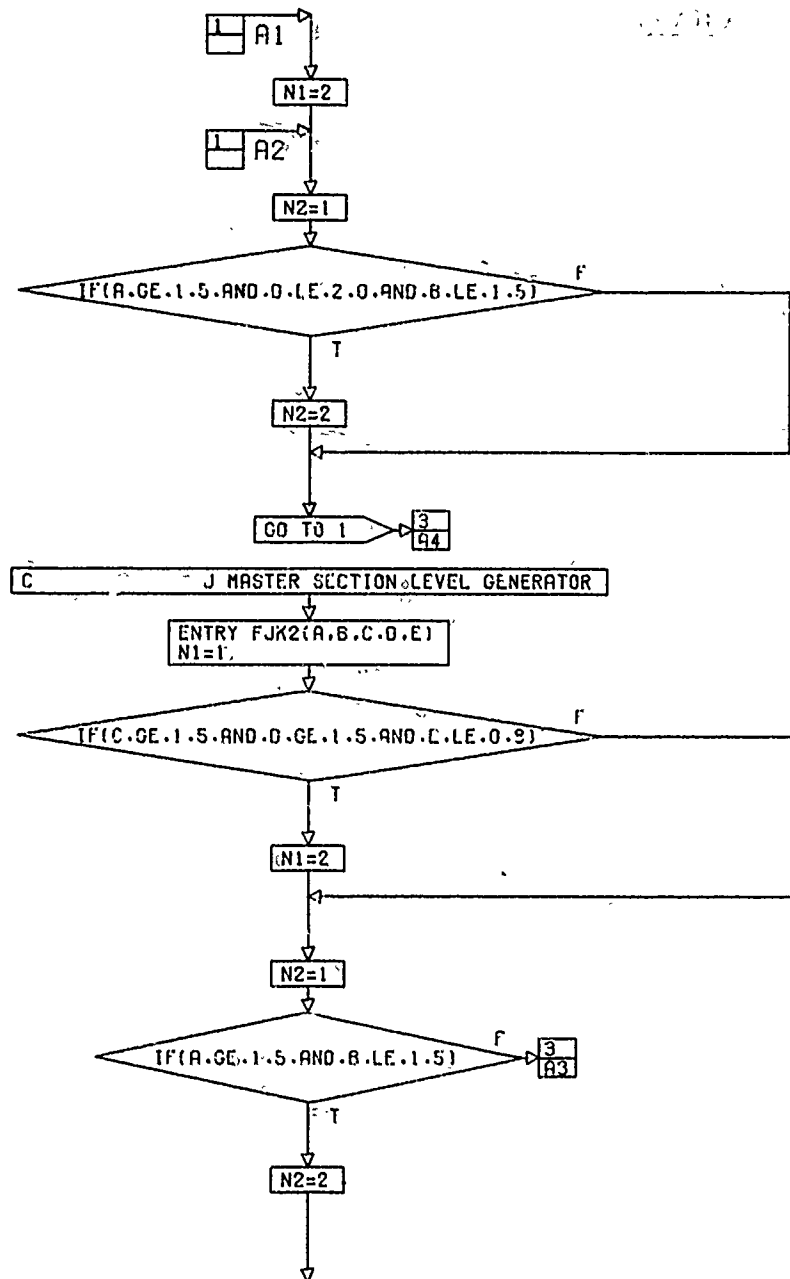 1 A1
N1=2
1 A2
N2=1
F
IF(A.GE.1.5.AND.D.LE.2.0.AND.B.LE.1.5)
T
N2=2
GO TO 1
3
A4
C J MASTER SECTION LEVEL GENERATOR
ENTRY FJK2(A,B,C,D,E)
N1=1
F
IF(C.GE.1.5.AND.D.GE.1.5.AND.E.LE.0.8)
T
N1=2
N2=1
F
IF(A.GE.1.5.AND.B.LE.1.5)
3
A3
T
N2=2